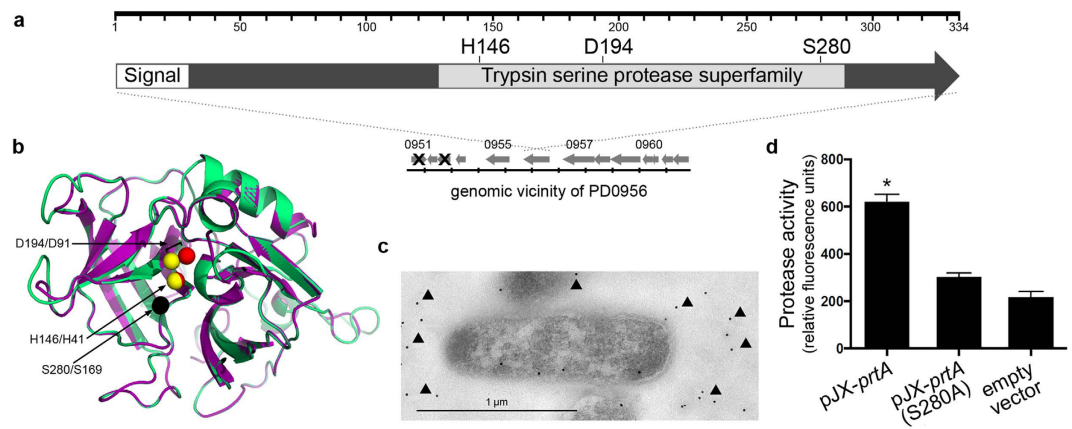 a
1 50 100 150 200 250 300 334
H146 D194 S280
Signal Trypsin serine protease superfamily
0951 0955 0957 0960
X X
genomic vicinity of PD0956
b
D194/D91
H146/H41
S280/S169
c
1 µm
d
Protease activity
(relative fluorescence units)
800
600
400
200
0
*
pJX-prtA
pJX-prtA
(S280A)
empty
vector